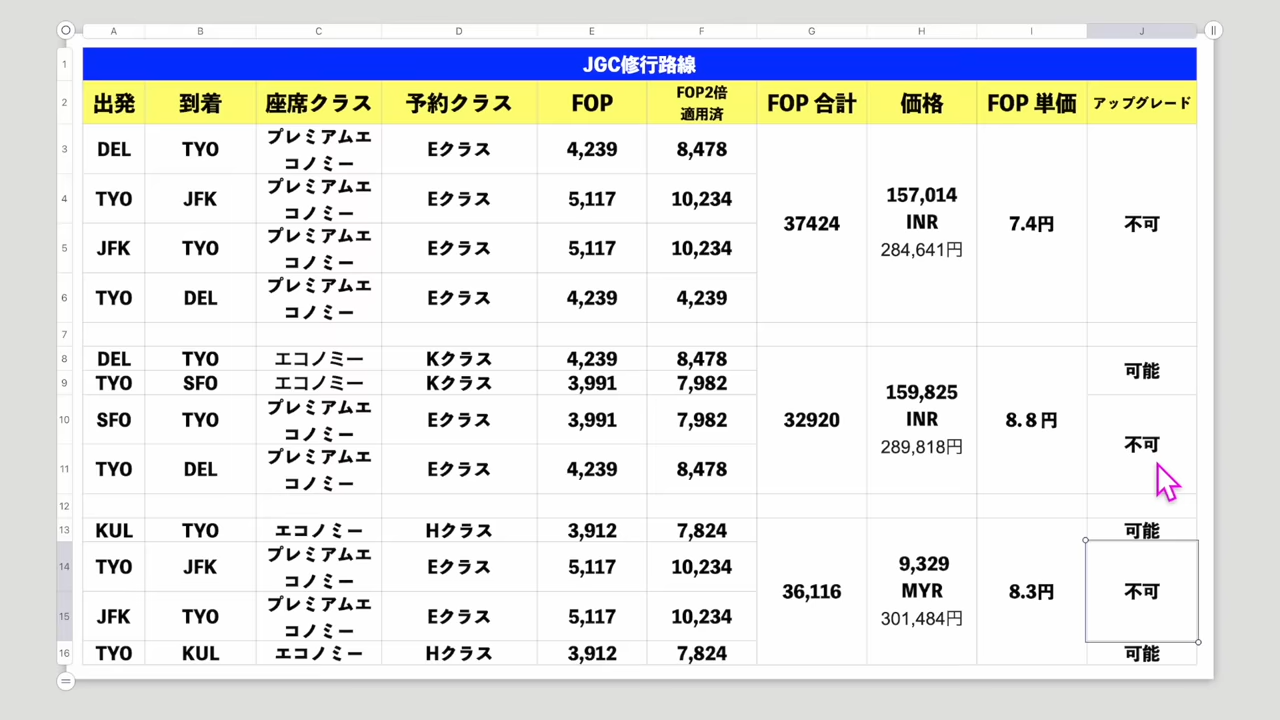 A B C D E F G H I J
1 JGC修行路線
2 出発 到着 座席クラス 予約クラス FOP FOP2倍 適用済 FOP 合計 価格 FOP 単価 アップグレード
3 DEL TYO プレミアムエコノミー Eクラス 4,239 8,478
4 TYO JFK プレミアムエコノミー Eクラス 5,117 10,234
37424 157,014 INR 284,641円 7.4円 不可
5 JFK TYO プレミアムエコノミー Eクラス 5,117 10,234
6 TYO DEL プレミアムエコノミー Eクラス 4,239 4,239
7
8 DEL TYO エコノミー Kクラス 4,239 8,478
可能
9 TYO SFO エコノミー Kクラス 3,991 7,982
10 SFO TYO プレミアムエコノミー Eクラス 3,991 7,982 32920 159,825 INR 289,818円 8.8円
不可
11 TYO DEL プレミアムエコノミー Eクラス 4,239 8,478
12
13 KUL TYO エコノミー Hクラス 3,912 7,824 可能
14 TYO JFK プレミアムエコノミー Eクラス 5,117 10,234
36,116 9,329 MYR 301,484円 8.3円 不可
15 JFK TYO プレミアムエコノミー Eクラス 5,117 10,234
16 TYO KUL エコノミー Hクラス 3,912 7,824 可能